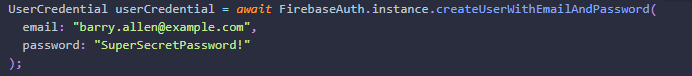 UserCredential userCredential = await FirebaseAuth.instance.createUserWithEmailAndPassword(
  email: "barry.allen@example.com",
  password: "SuperSecretPassword!"
);